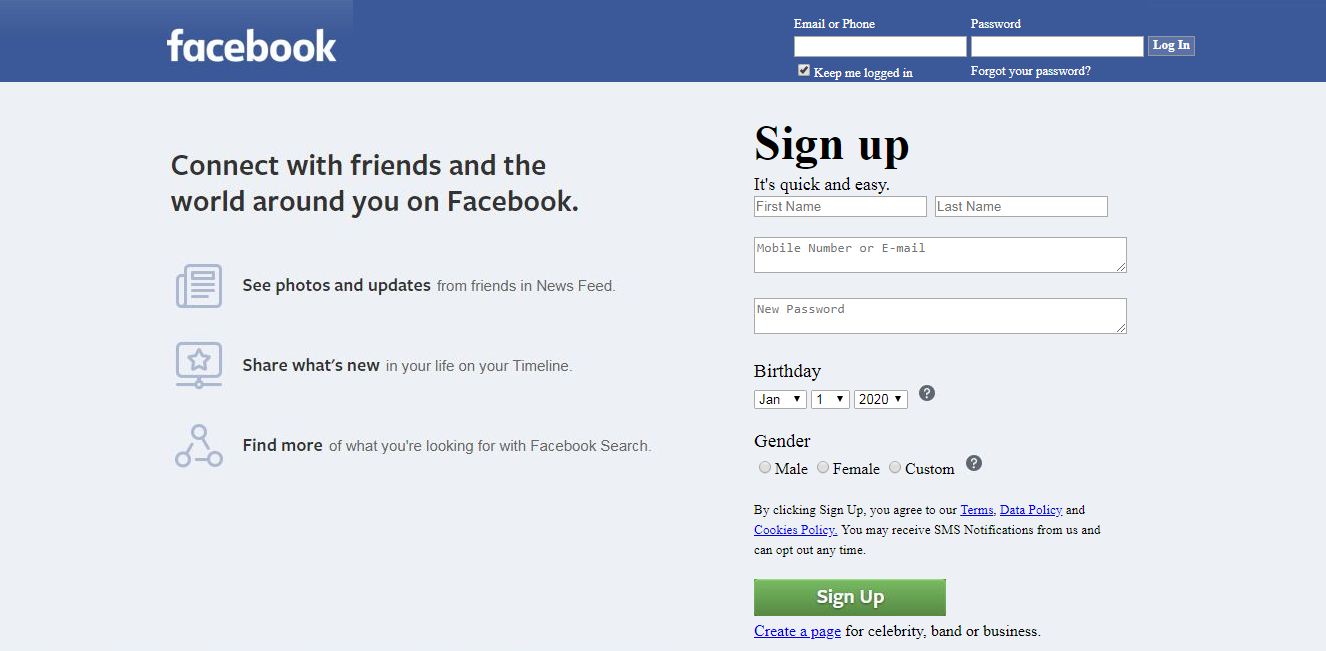 facebook
Email or Phone
Password
Log In
Keep me logged in
Forgot your password?
Connect with friends and the
world around you on Facebook.
See photos and updates from friends in News Feed.
Share what's new in your life on your Timeline.
Find more of what you're looking for with Facebook Search.
Sign up
It's quick and easy.
First Name
Last Name
Mobile Number or E-mail
New Password
Birthday
Jan 1 2020 ?
Gender
Male Female Custom ?
By clicking Sign Up, you agree to our Terms, Data Policy and
Cookies Policy. You may receive SMS Notifications from us and
can opt out any time.
Sign Up
Create a page for celebrity, band or business.